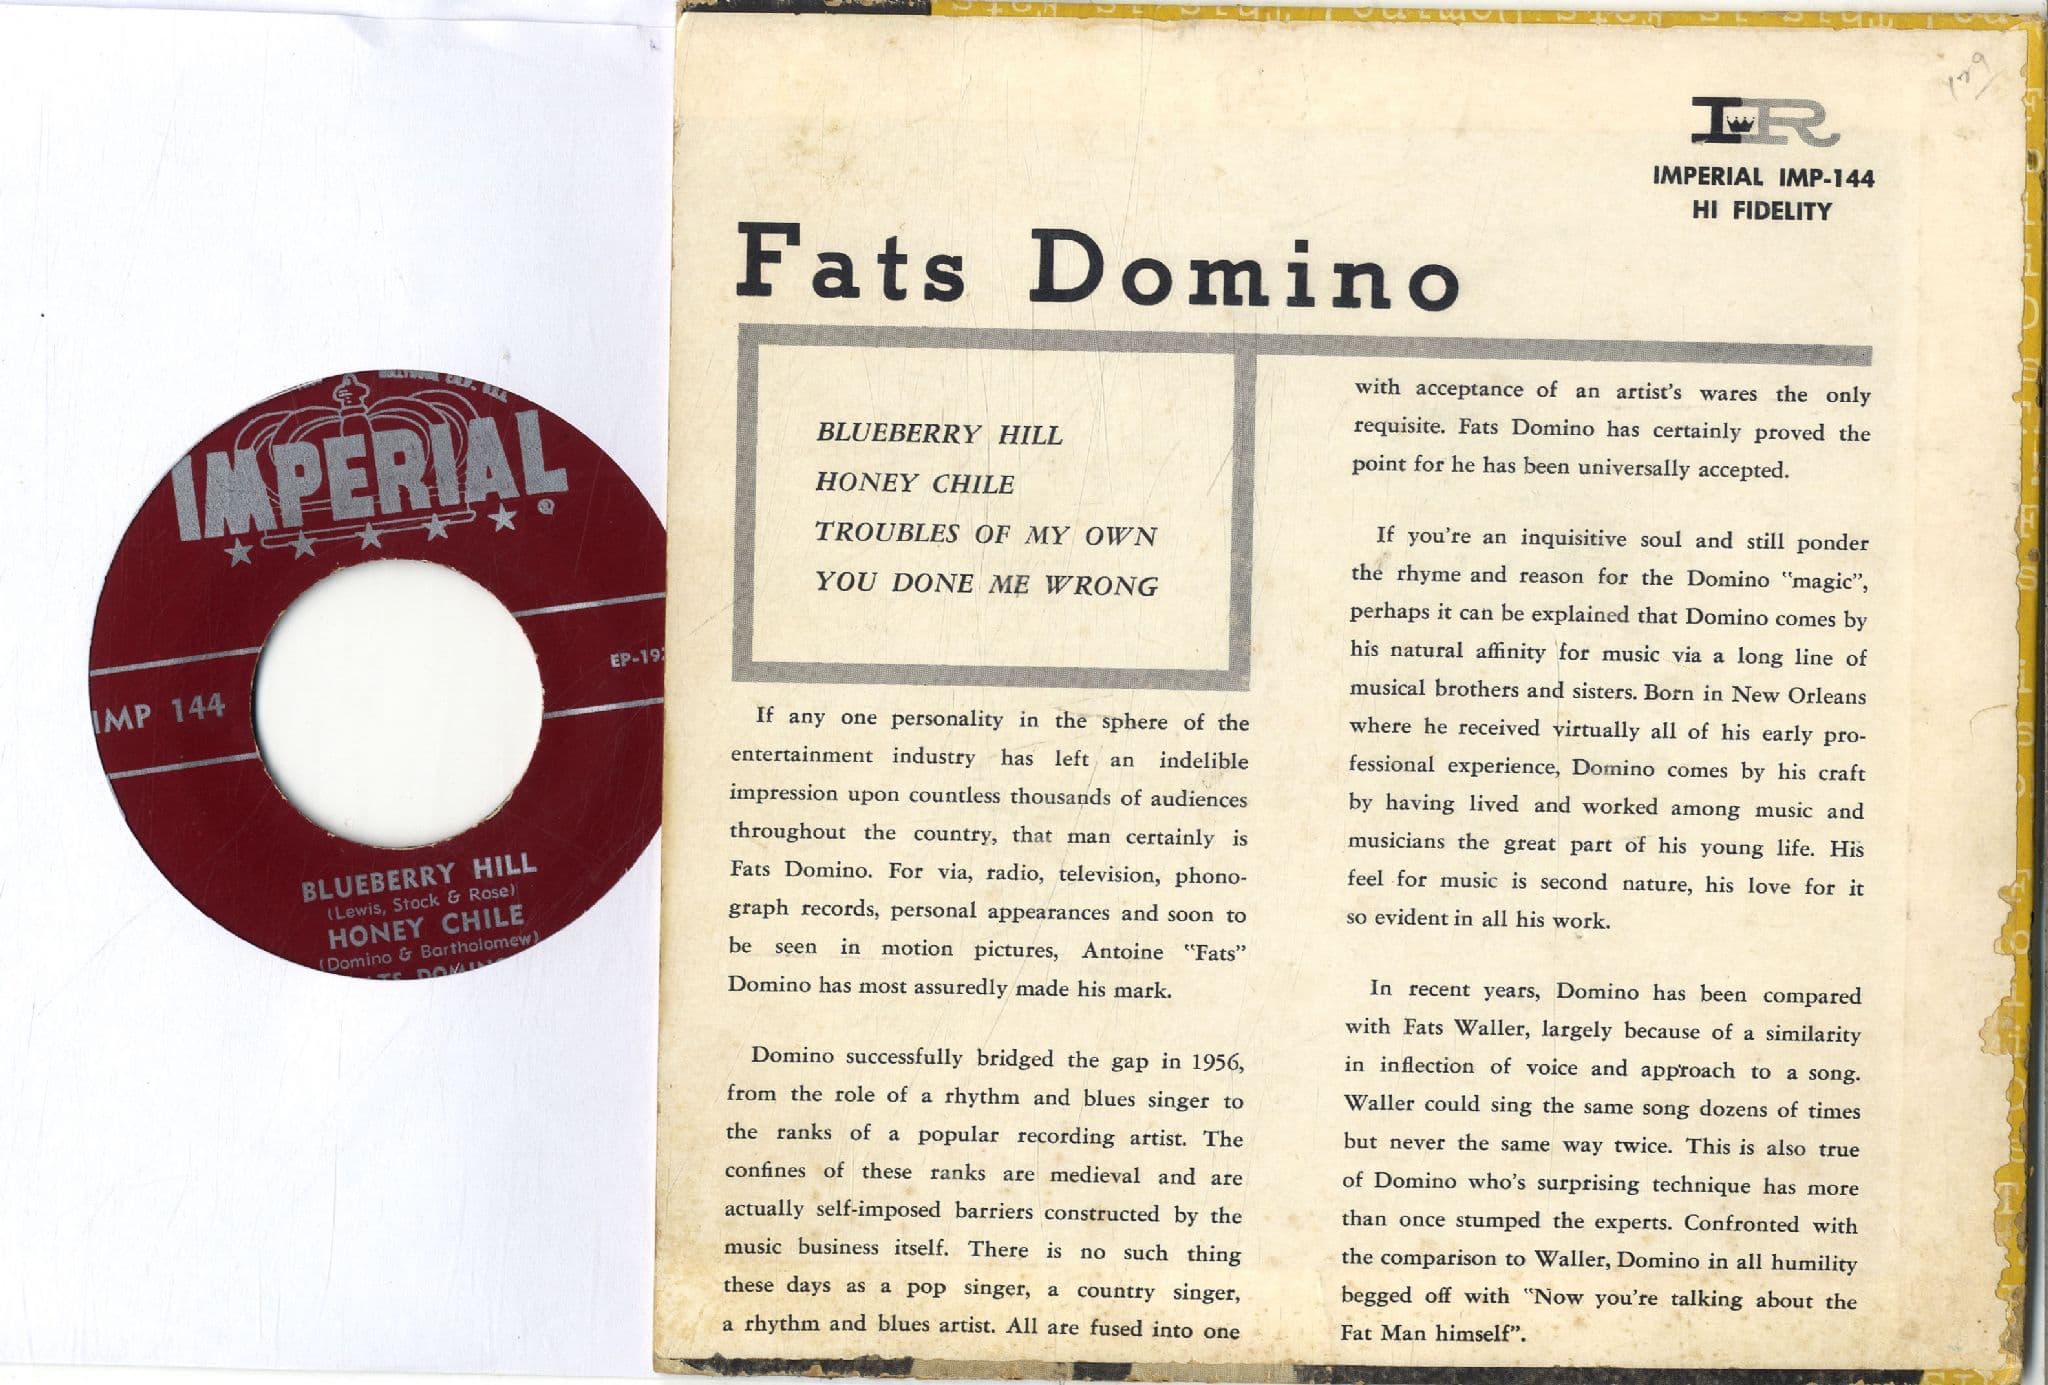 HOLLYWOOD CALIF. U.S.A.
IMPERIAL
IMP 144
BLUEBERRY HILL
(Lewis, Stock & Rose)
HONEY CHILE
(Domino & Bartholomew)
IR
IMPERIAL IMP-144
HI FIDELITY
Fats Domino
BLUEBERRY HILL
HONEY CHILE
TROUBLES OF MY OWN
YOU DONE ME WRONG
If any one personality in the sphere of the
entertainment industry has left an indelible
impression upon countless thousands of audiences
throughout the country, that man certainly is
Fats Domino. For via, radio, television, phono-
graph records, personal appearances and soon to
be seen in motion pictures, Antoine "Fats"
Domino has most assuredly made his mark.
Domino successfully bridged the gap in 1956,
from the role of a rhythm and blues singer to
the ranks of a popular recording artist. The
confines of these ranks are medieval and are
actually self-imposed barriers constructed by the
music business itself. There is no such thing
these days as a pop singer, a country singer,
a rhythm and blues artist. All are fused into one
with acceptance of an artist's wares the only
requisite. Fats Domino has certainly proved the
point for he has been universally accepted.
If you're an inquisitive soul and still ponder
the rhyme and reason for the Domino "magic",
perhaps it can be explained that Domino comes by
his natural affinity for music via a long line of
musical brothers and sisters. Born in New Orleans
where he received virtually all of his early pro-
fessional experience, Domino comes by his craft
by having lived and worked among music and
musicians the great part of his young life. His
feel for music is second nature, his love for it
so evident in all his work.
In recent years, Domino has been compared
with Fats Waller, largely because of a similarity
in inflection of voice and approach to a song.
Waller could sing the same song dozens of times
but never the same way twice. This is also true
of Domino who's surprising technique has more
than once stumped the experts. Confronted with
the comparison to Waller, Domino in all humility
begged off with "Now you're talking about the
Fat Man himself".